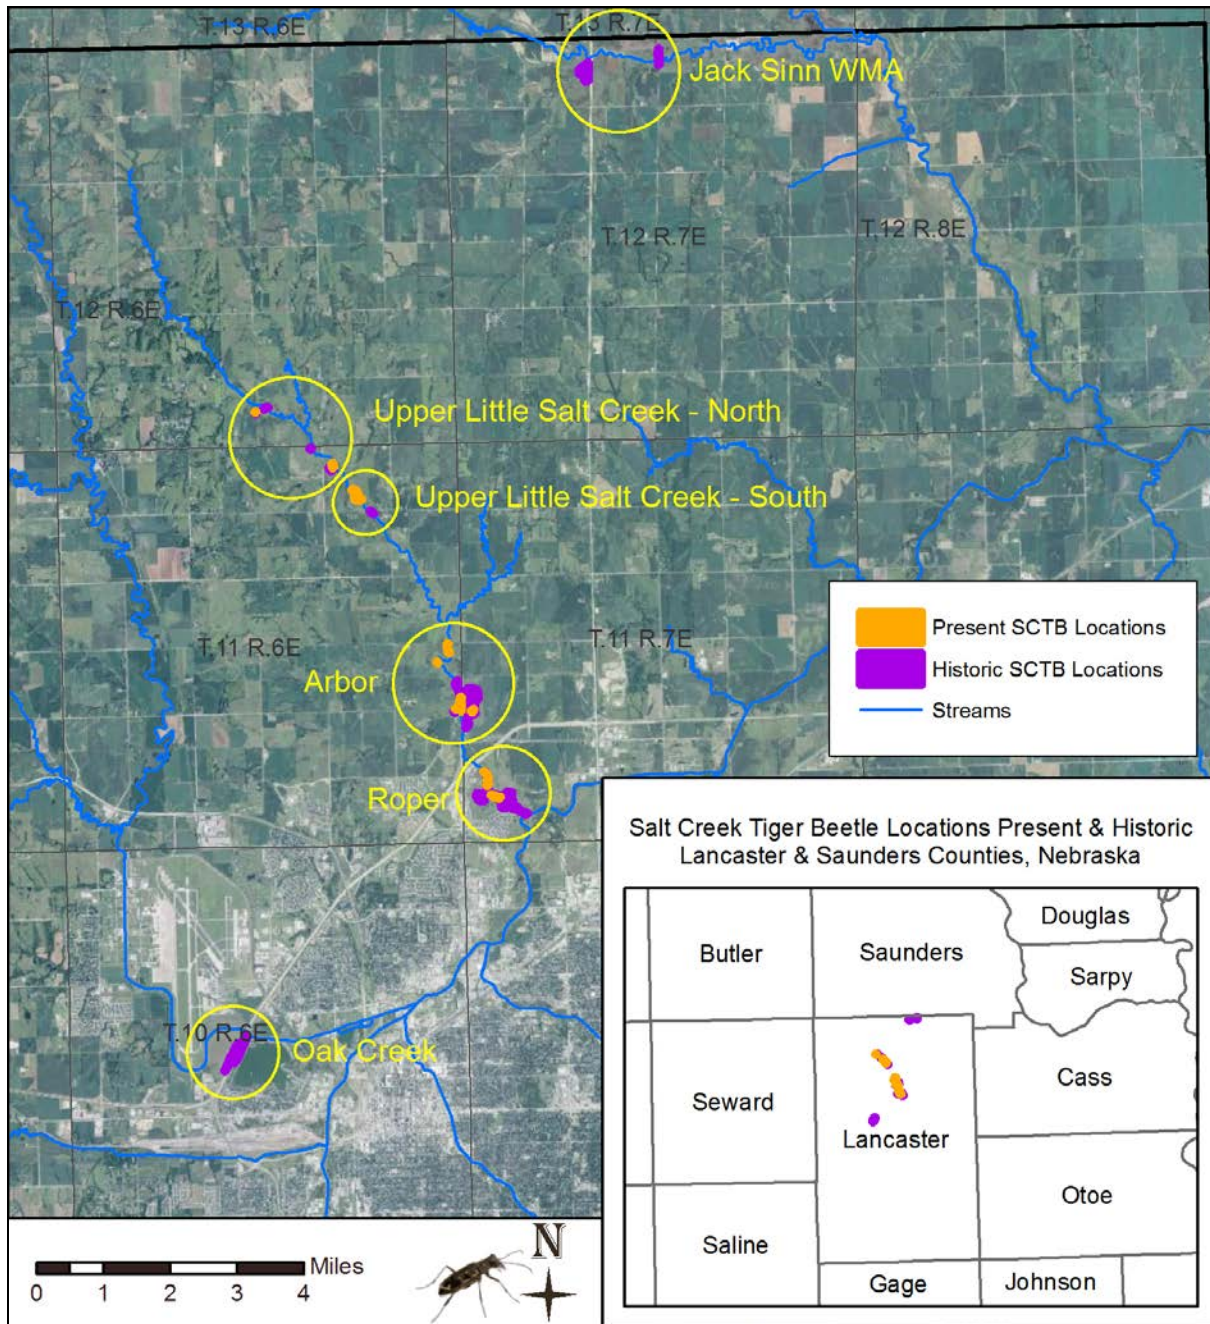 T.13 R.6E
T.13 R.7E
Jack Sinn WMA
T.12 R.7E
T.12 R.8E
T.12 R.6E
Upper Little Salt Creek - North
Upper Little Salt Creek - South
T.11 R.6E
T.11 R.7E
Arbor
Roper
T.10 R.6E
Oak Creek
Present SCTB Locations
Historic SCTB Locations
Streams
Salt Creek Tiger Beetle Locations Present & Historic
Lancaster & Saunders Counties, Nebraska
Butler
Saunders
Douglas
Sarpy
Seward
Cass
Lancaster
Otoe
Saline
Gage
Johnson
Miles
0 1 2 3 4
N